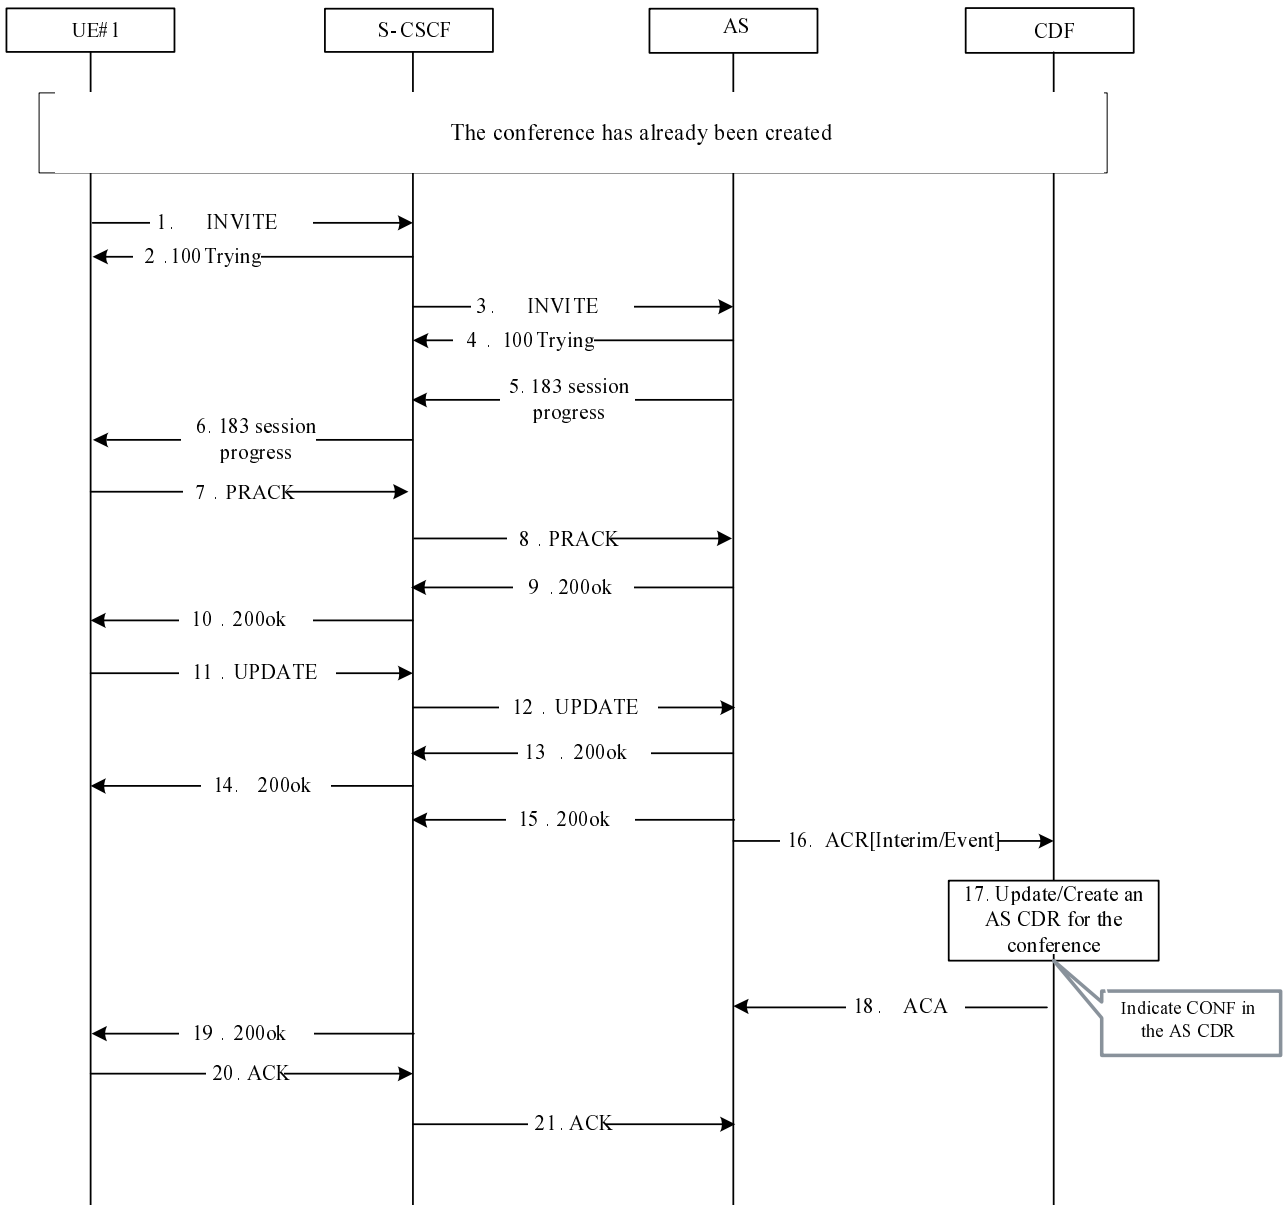 UE#1
S-CSCF
AS
CDF
The conference has already been created
1. INVITE
2 .100 Trying
3. INVITE
4 . 100 Trying
5. 183 session
progress
6. 183 session
progress
7 . PRACK
8 . PRACK
9 . 200ok
10 . 200ok
11 . UPDATE
12 . UPDATE
13 . 200ok
14. 200ok
15 . 200ok
16. ACR[Interim/Event]
17. Update/Create an
AS CDR for the
conference
18. ACA
Indicate CONF in
the AS CDR
19 . 200ok
20. ACK
21. ACK